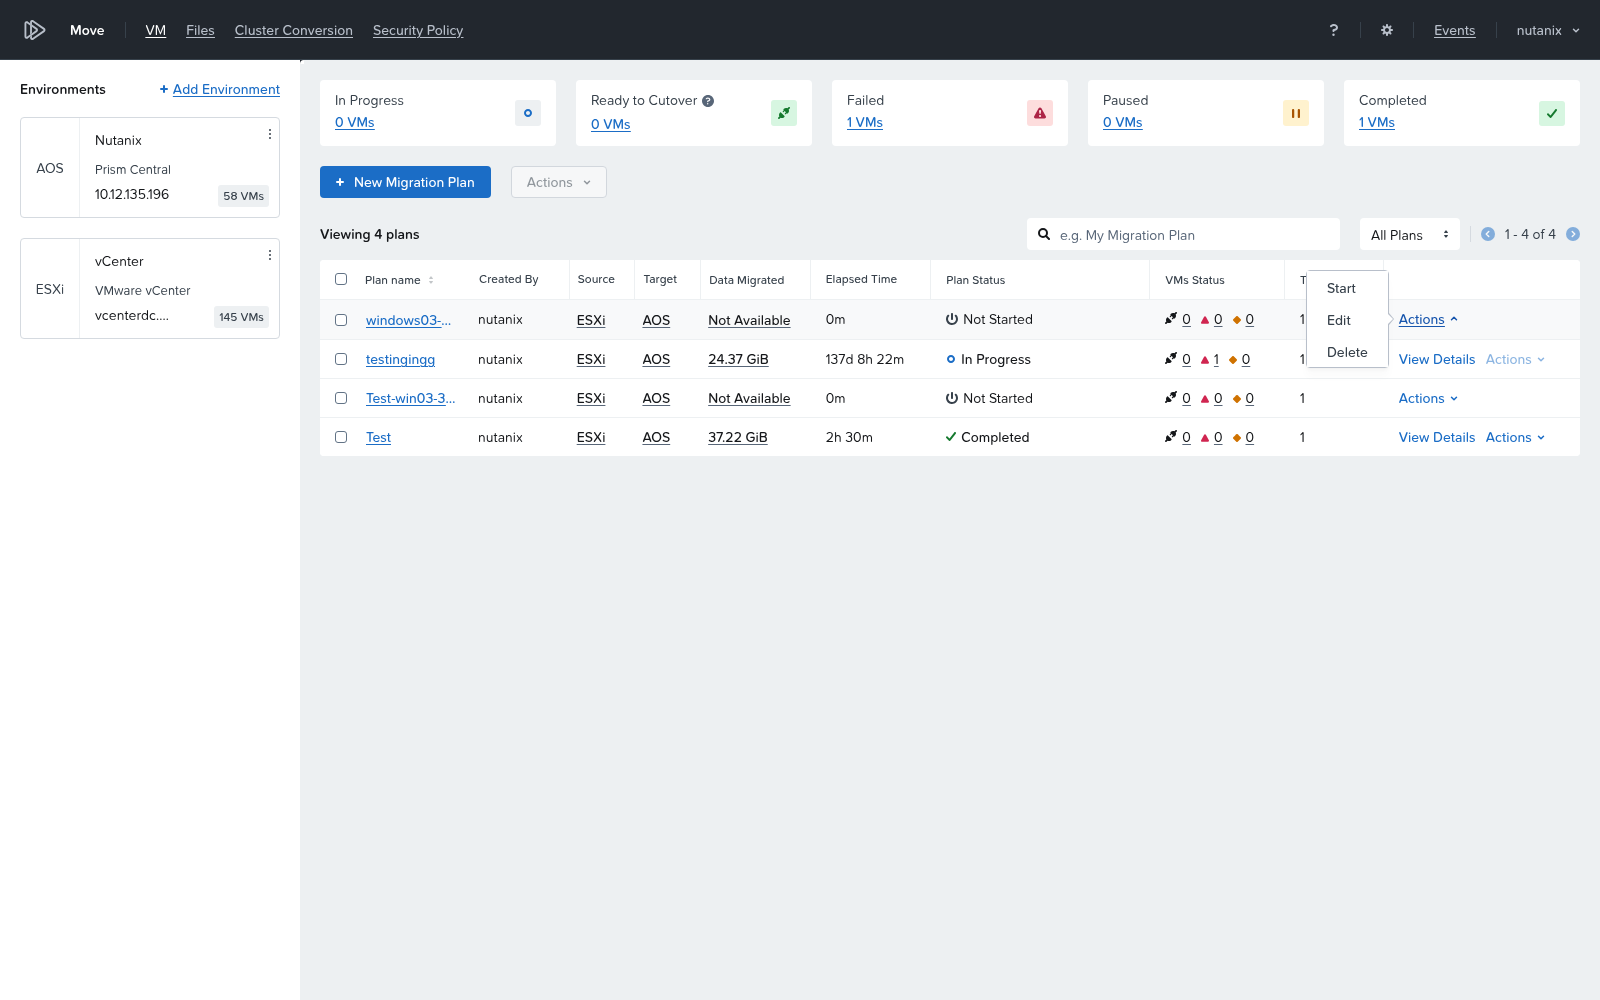 Move VM Files Cluster Conversion Security Policy ? Events nutanix
Environments + Add Environment
AOS
Nutanix
Prism Central
10.12.135.196 58 VMs
ESXi
vCenter
VMware vCenter
vcenterdc.... 145 VMs
In Progress
0 VMs
Ready to Cutover ?
0 VMs
Failed
1 VMs
Paused
0 VMs
Completed
1 VMs
+ New Migration Plan Actions
Viewing 4 plans e.g. My Migration Plan All Plans 1 - 4 of 4
Plan name Created By Source Target Data Migrated Elapsed Time Plan Status VMs Status
windows03-... nutanix ESXi AOS Not Available 0m Not Started 0 0 0 1 Actions
testingingg nutanix ESXi AOS 24.37 GiB 137d 8h 22m In Progress 0 1 0 1 View Details Actions
Test-win03-3... nutanix ESXi AOS Not Available 0m Not Started 0 0 0 1 Actions
Test nutanix ESXi AOS 37.22 GiB 2h 30m Completed 0 0 0 1 View Details Actions
Start
Edit
Delete